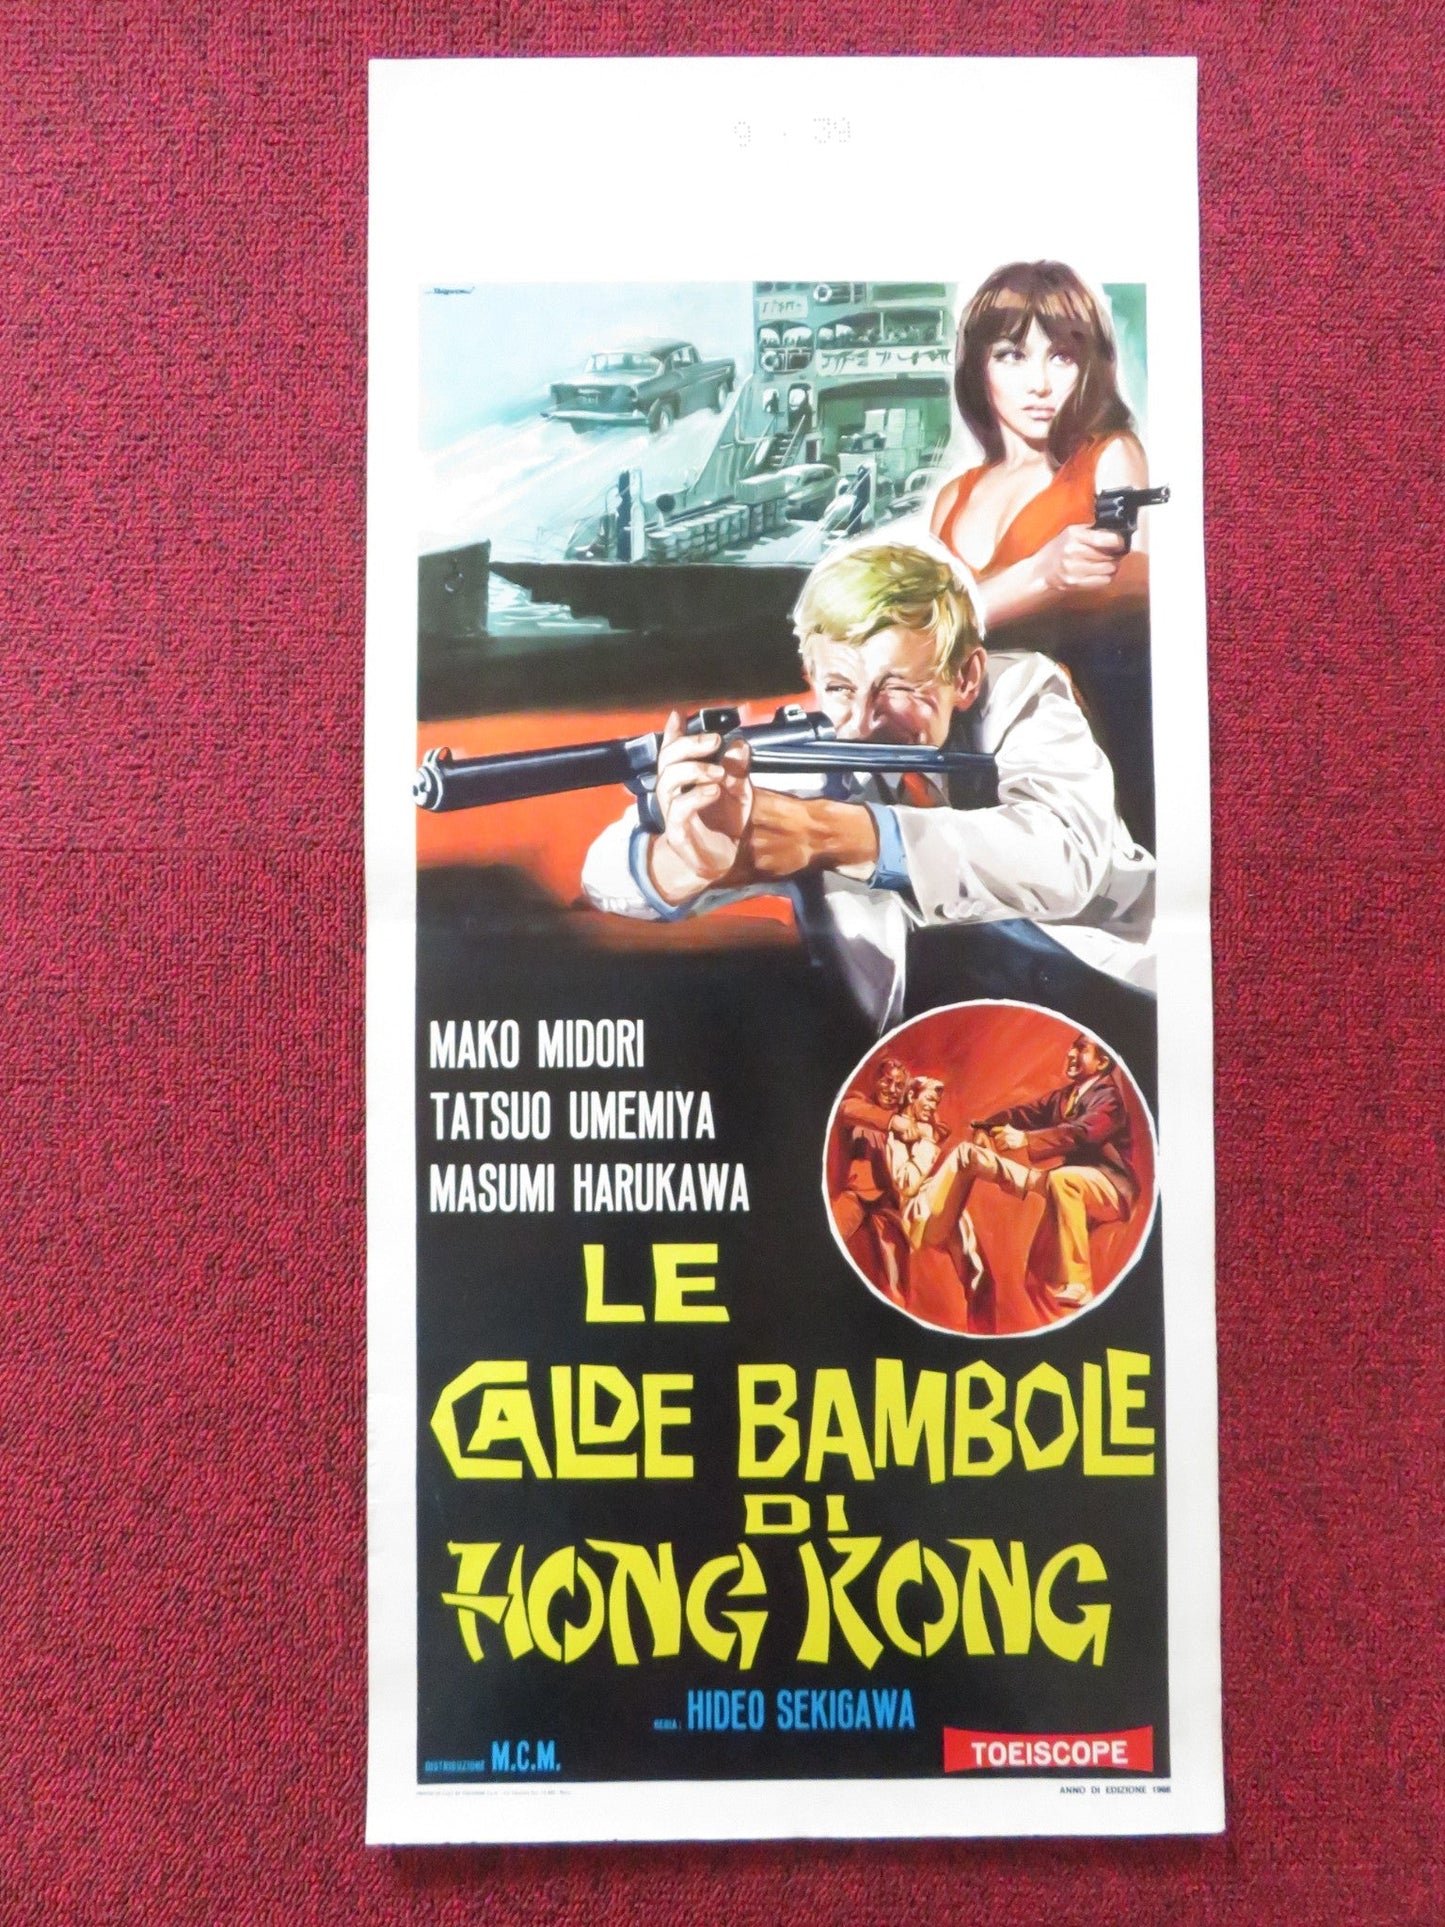 9 · 39
MAKO MIDORI
TATSUO UMEMIYA
MASUMI HARUKAWA
LE
CALDE BAMBOLE
DI
HONG KONG
REGIA: HIDEO SEKIGAWA
DISTRIBUZIONE M.C.M.
TOEISCOPE
ANNO DI EDIZIONE 1966